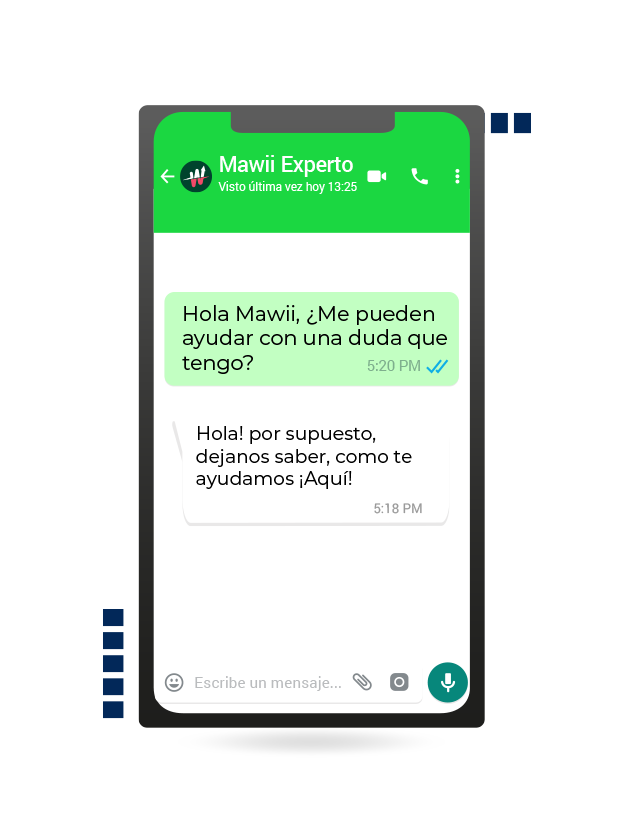 Mawii Experto
Visto última vez hoy 13:25
Hola Mawii, ¿Me pueden
ayudar con una duda que
tengo?
5:20 PM
Hola! por supuesto,
dejanos saber, como te
ayudamos ¡Aquí!
5:18 PM
Escribe un mensaje...